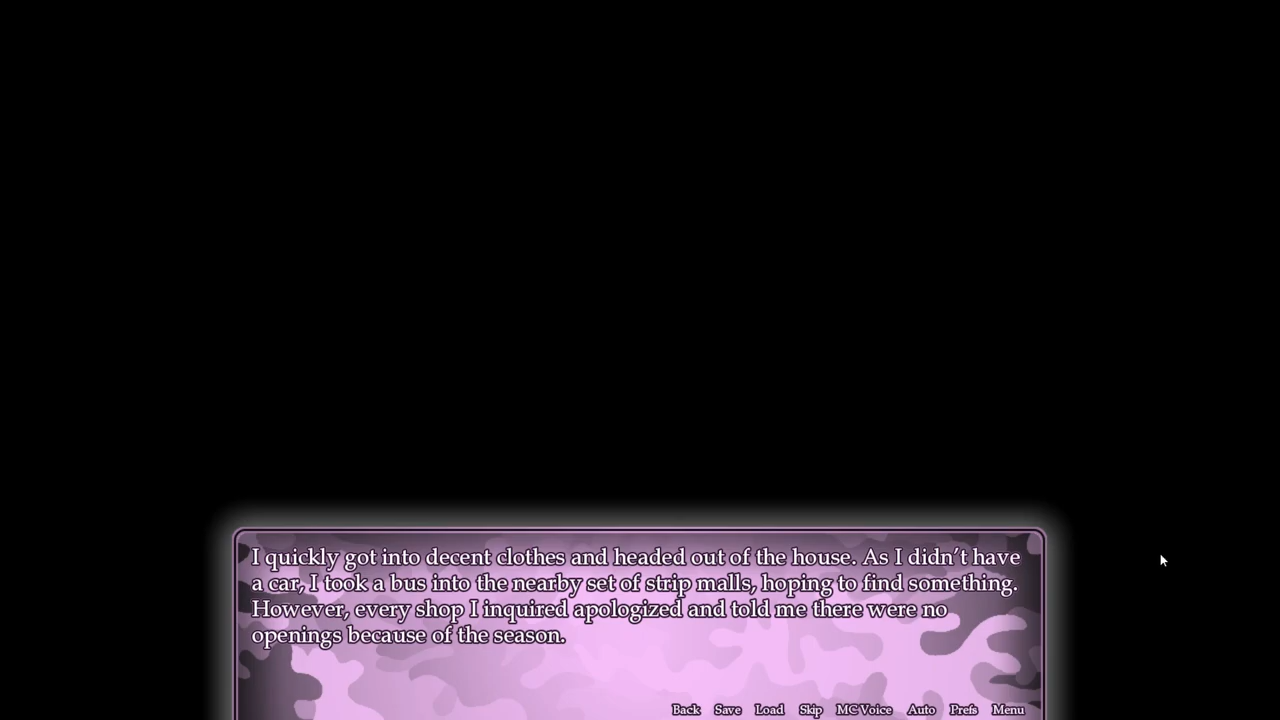 I quickly got into decent clothes and headed out of the house. As I didn't have
a car, I took a bus into the nearby set of strip malls, hoping to find something.
However, every shop I inquired apologized and told me there were no
openings because of the season.
Back Save Load Skip MC Voice Auto Prefs Menu